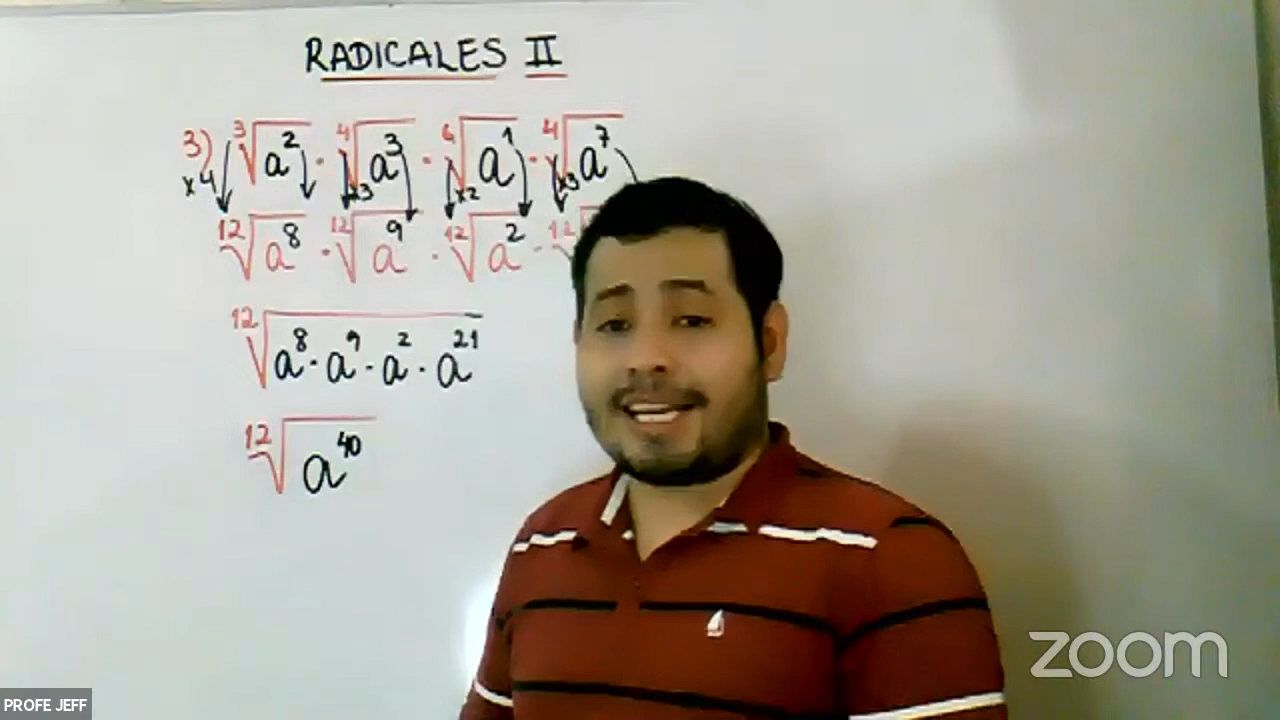 RADICALES II
3) ³√a² · ⁴√a³ · ⁶√a¹ · ⁴√a⁷
x4 x3 x2 x3
¹²√a⁸ · ¹²√a⁹ · ¹²√a² · ¹²√
¹²√a⁸ · a⁹ · a² · a²¹
¹²√a⁴⁰
zoom
PROFE JEFF